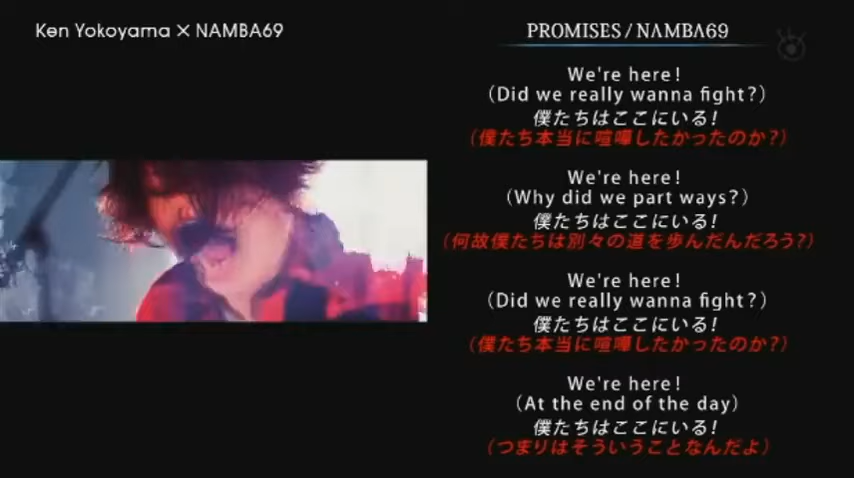 Ken Yokoyama × NAMBA69
PROMISES / NΛMBΛ69
We're here!
(Did we really wanna fight?)
僕たちはここにいる!
(僕たち本当に喧嘩したかったのか?)
We're here!
(Why did we part ways?)
僕たちはここにいる!
(何故僕たちは別々の道を歩んだんだろう?)
We're here!
(Did we really wanna fight?)
僕たちはここにいる!
(僕たち本当に喧嘩したかったのか?)
We're here!
(At the end of the day)
僕たちはここにいる!
(つまりはそういうことなんだよ)